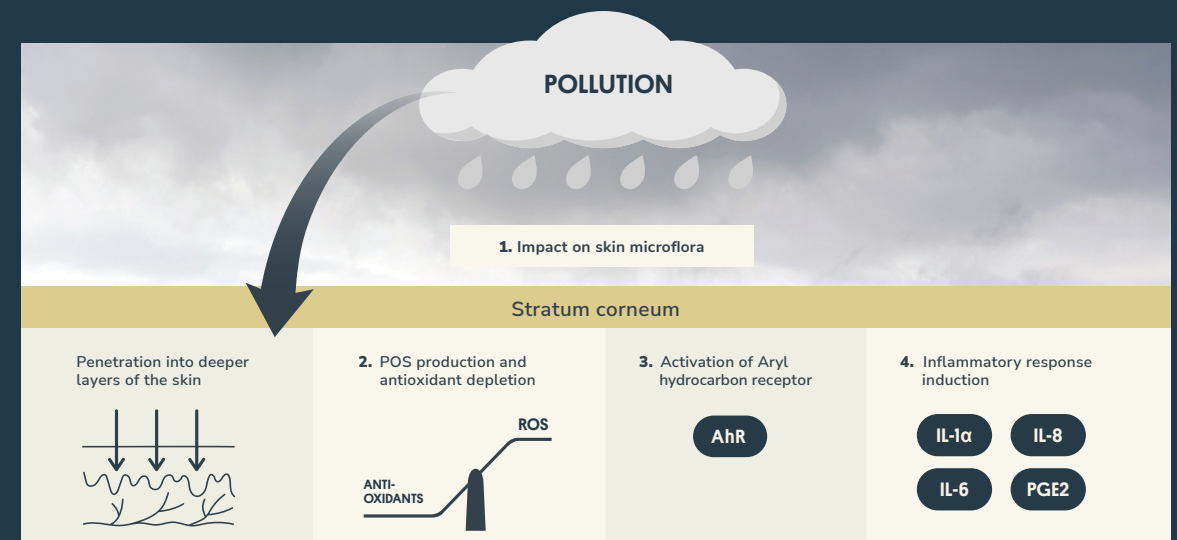 POLLUTION
1. Impact on skin microflora
Stratum corneum
Penetration into deeper
layers of the skin
2. POS production and
antioxidant depletion
ROS
ANTI-
OXIDANTS
3. Activation of Aryl
hydrocarbon receptor
AhR
4. Inflammatory response
induction
IL-1α
IL-8
IL-6
PGE2